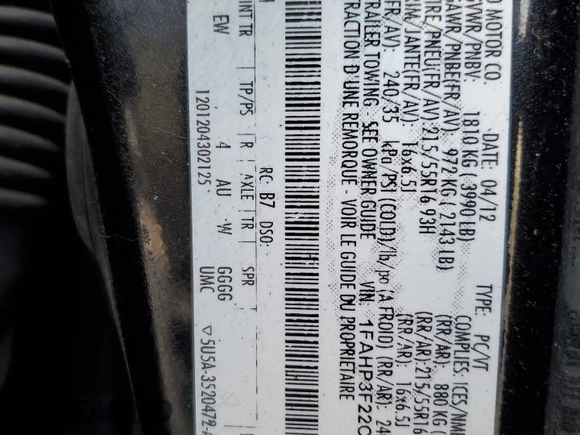 D MOTOR CO. DATE: 04/12 TYPE: PC/VT
GVWR/PNBV: 1810 KG ( 3990 LB) COMPLIES ICES/NM
GAWR/PNBE(FR/AV): 972 KG ( 2143 LB) (RR/AR): 880 KG (
TIRE/PNEU(FR/AV): 215/55R16 93H (RR/AR): 215/55R16
JANTE(FR/AV): 16x6.5J (RR/AR): 16x6.5J
(FR/AV): 240/35 kPa/PSI(COLD)/lb/po(A FROID) (RR/AR): 24
TRAILER TOWING - SEE OWNER GUIDE VIN: 1FAHP3F22C
TRACTION D'UNE REMORQUE - VOIR LE GUIDE DU PROPRIETAIRE
RC: B7 DSO:
INT TR TP/PS R AXLE TR SPR
EW 4 AU W GGGG
1201204302125 UMC ▽5U5A-3520472-